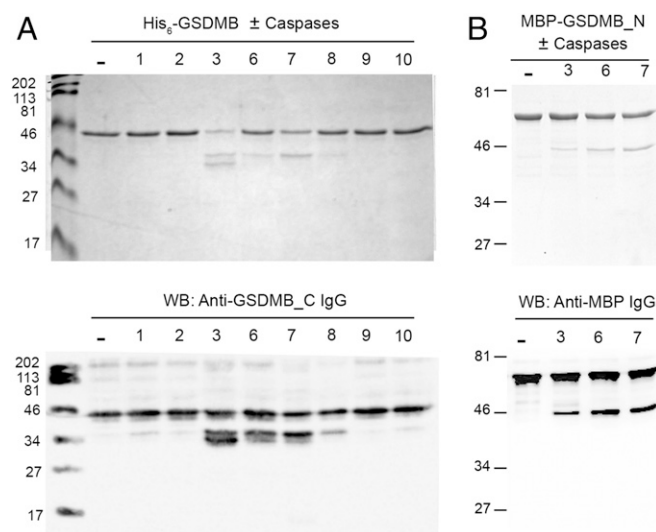 A
His₆-GSDMB ± Caspases
- 1 2 3 6 7 8 9 10
202
113
81
46
34
27
17
WB: Anti-GSDMB_C IgG
- 1 2 3 6 7 8 9 10
202
113
81
46
34
27
17
B
MBP-GSDMB_N
± Caspases
- 3 6 7
81
46
34
27
WB: Anti-MBP IgG
- 3 6 7
81
46
34
27